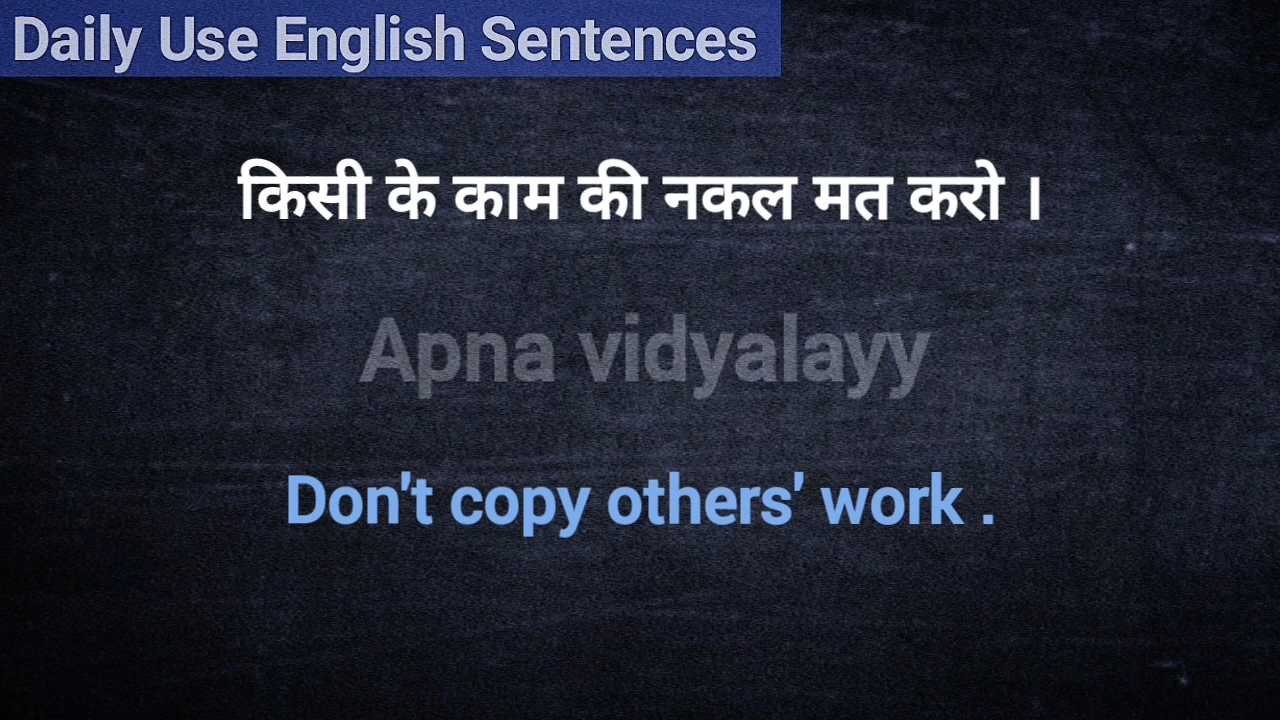 Daily Use English Sentences
किसी के काम की नकल मत करो ।
Apna vidyalayy
Don't copy others' work .